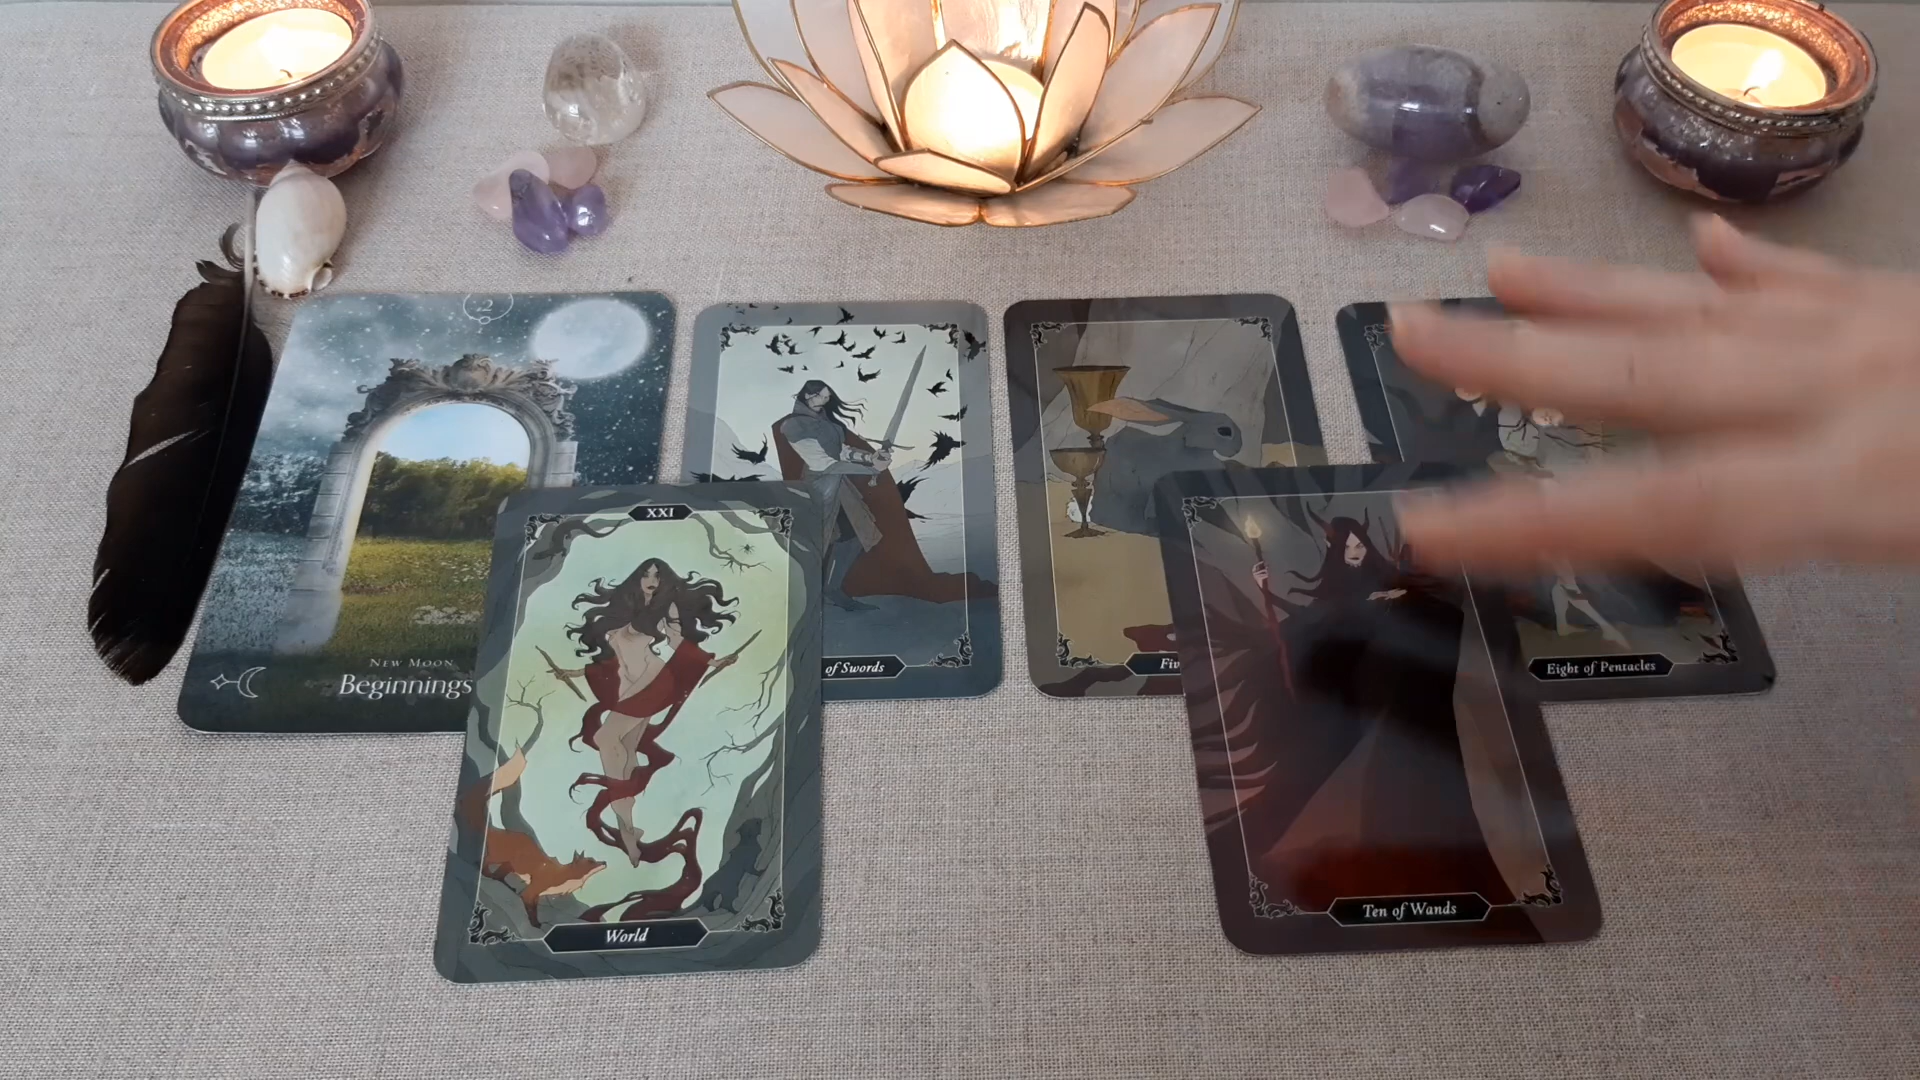 .2
NEW MOON
Beginnings
of Swords
Eight of Pentacles
XXI
World
Ten of Wands